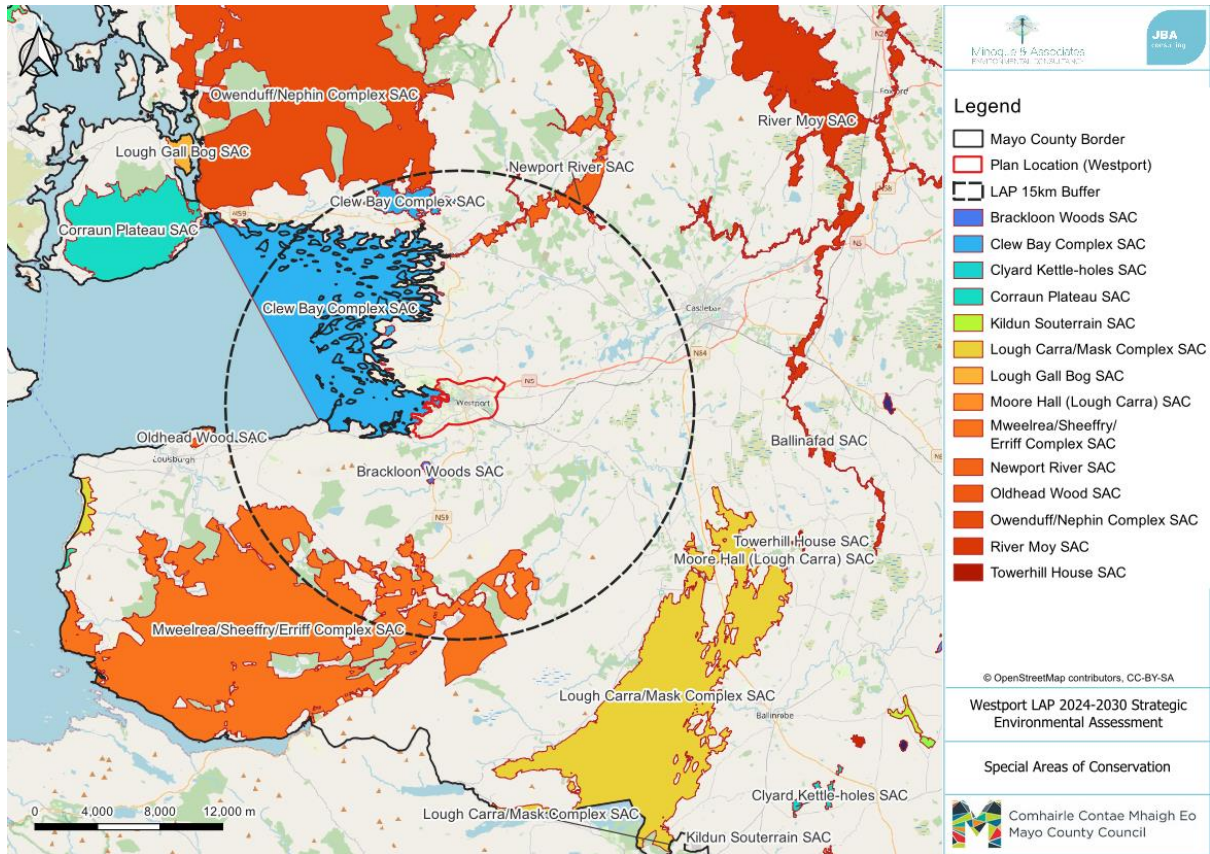 Owenduff/Nephin Complex SAC
Lough Gall Bog SAC
River Moy SAC
Foxford
Newport River SAC
Clew Bay Complex SAC
N59
Corraun Plateau SAC
N58
N5
Clew Bay Complex SAC
Castlebar
N84
N5
Westport
Oldhead Wood SAC
Louisburgh
Ballinafad SAC
Brackloon Woods SAC
N59
Towerhill House SAC
Moore Hall (Lough Carra) SAC
Mweelrea/Sheeffry/Erriff Complex SAC
Lough Carra/Mask Complex SAC
Ballinrobe
Clyard Kettle-holes SAC
Lough Carra/Mask Complex SAC
Kildun Souterrain SAC
0 4,000 8,000 12,000 m
Minogue & Associates
ENVIRONMENTAL CONSULTANCY
JBA
consulting
Legend
Mayo County Border
Plan Location (Westport)
LAP 15km Buffer
Brackloon Woods SAC
Clew Bay Complex SAC
Clyard Kettle-holes SAC
Corraun Plateau SAC
Kildun Souterrain SAC
Lough Carra/Mask Complex SAC
Lough Gall Bog SAC
Moore Hall (Lough Carra) SAC
Mweelrea/Sheeffry/
Erriff Complex SAC
Newport River SAC
Oldhead Wood SAC
Owenduff/Nephin Complex SAC
River Moy SAC
Towerhill House SAC
© OpenStreetMap contributors, CC-BY-SA
Westport LAP 2024-2030 Strategic
Environmental Assessment
Special Areas of Conservation
Comhairle Contae Mhaigh Eo
Mayo County Council